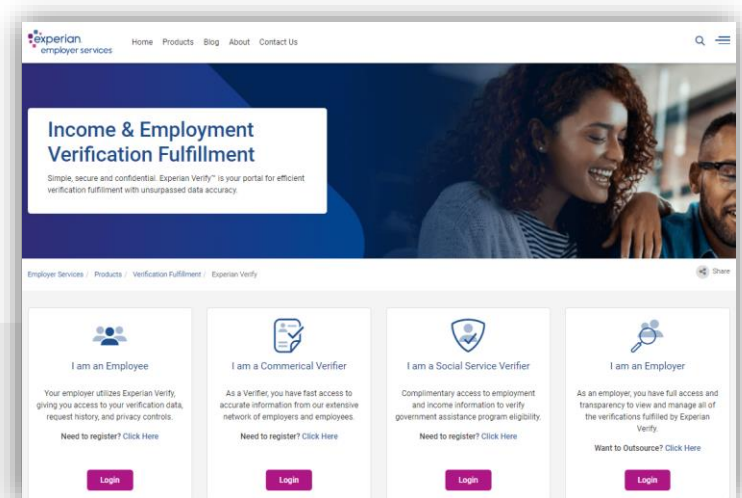 experian
employer services
Home Products Blog About Contact Us
Income & Employment
Verification Fulfillment
Simple, secure and confidential. Experian Verify™ is your portal for efficient
verification fulfillment with unsurpassed data accuracy.
Employer Services / Products / Verification Fulfillment / Experian Verify
Share
I am an Employee
Your employer utilizes Experian Verify,
giving you access to your verification data,
request history, and privacy controls.
Need to register? Click Here
Login
I am a Commerical Verifier
As a Verifier, you have fast access to
accurate information from our extensive
network of employers and employees.
Need to register? Click Here
Login
I am a Social Service Verifier
Complimentary access to employment
and income information to verify
government assistance program eligibility.
Need to register? Click Here
Login
I am an Employer
As an employer, you have full access and
transparency to view and manage all of
the verifications fulfilled by Experian
Verify.
Want to Outsource? Click Here
Login